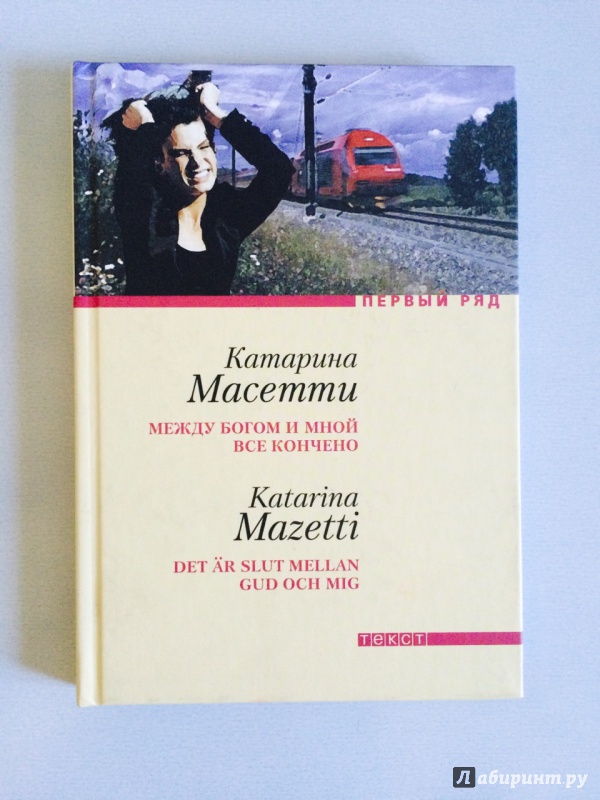 ПЕРВЫЙ РЯД
Катарина
Масетти
МЕЖДУ БОГОМ И МНОЙ
ВСЕ КОНЧЕНО
Katarina
Mazetti
DET ÄR SLUT MELLAN
GUD OCH MIG
ТЕКСТ
Лабиринт.ру